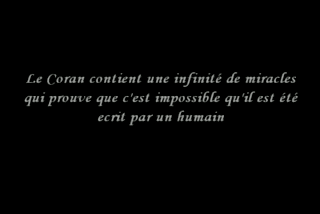 Le Coran contient une infinité de miracles
qui prouve que c'est impossible qu'il est été
ecrit par un humain